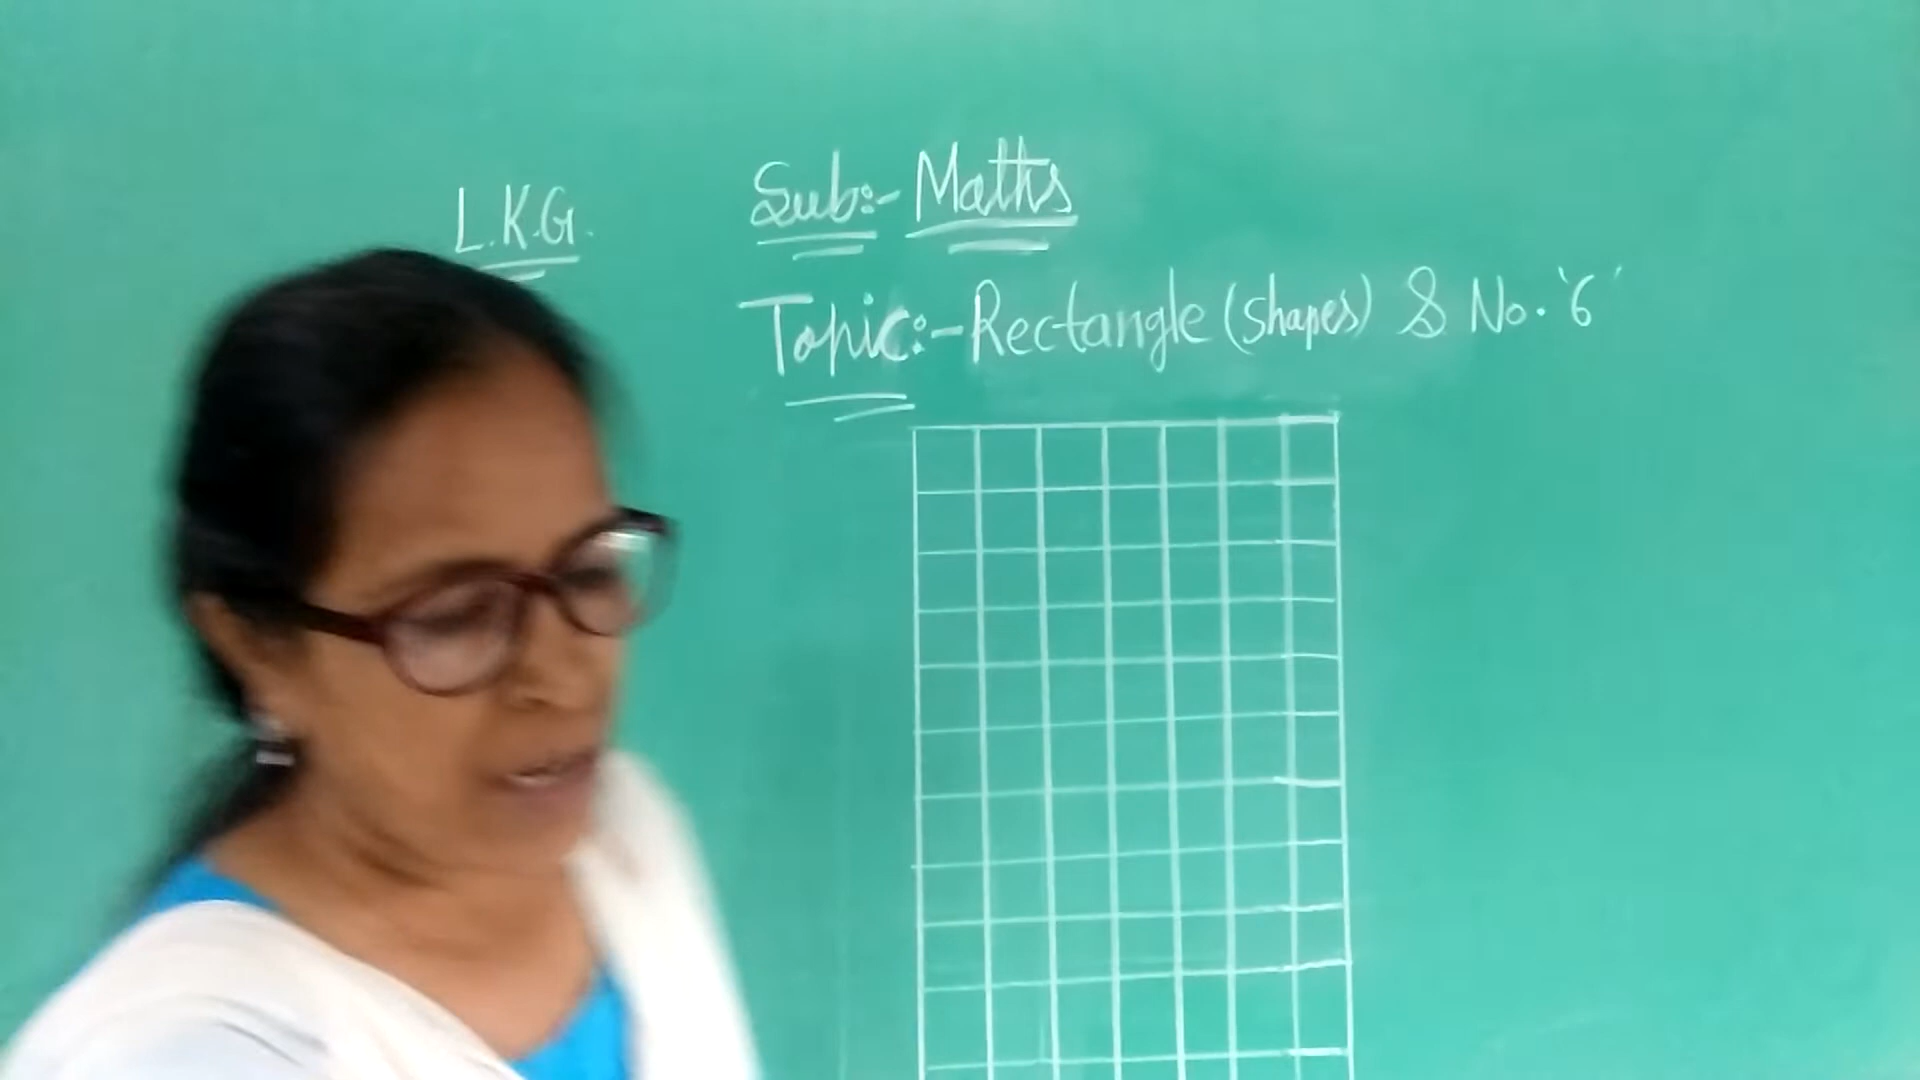 L.K.G.
Sub:- Maths
Topic:- Rectangle (shapes) & No. '6'